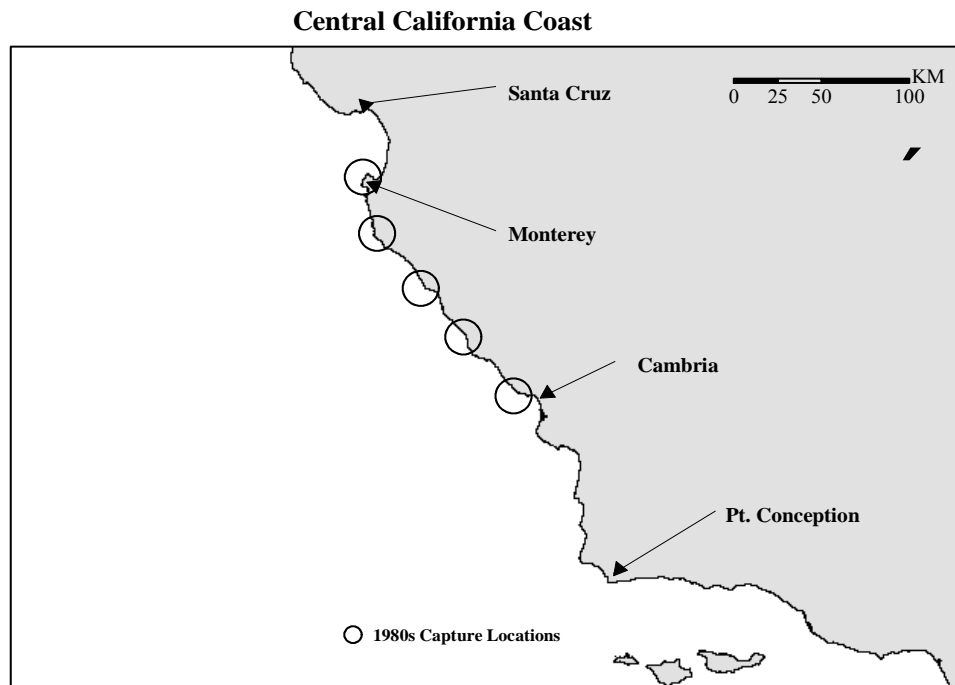 Central California Coast
Santa Cruz
KM
0 25 50 100
Monterey
Cambria
Pt. Conception
1980s Capture Locations